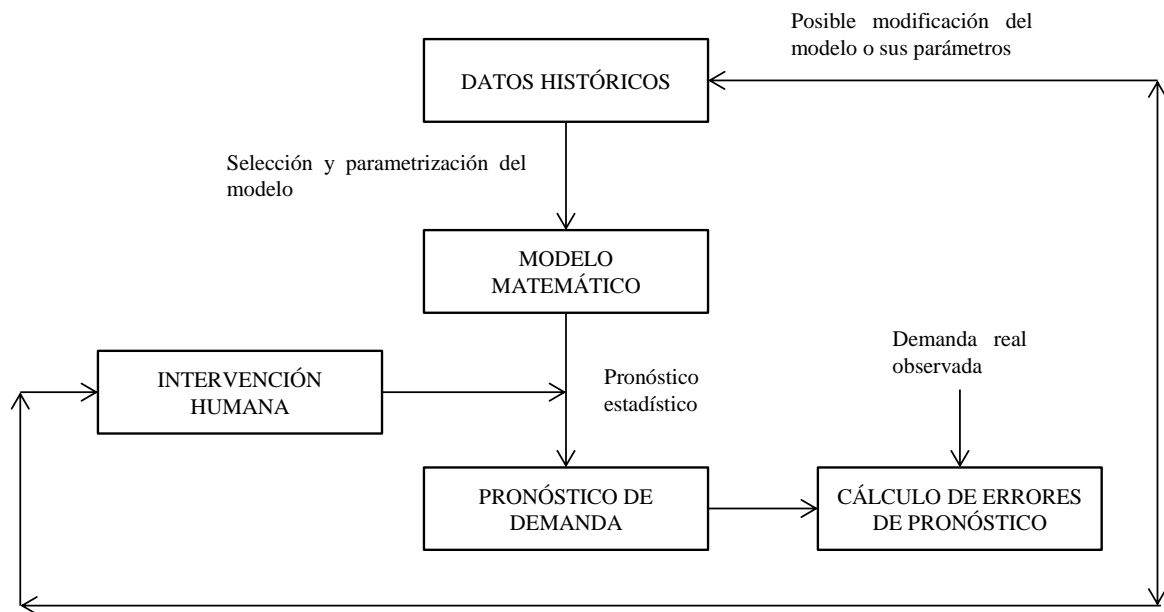 Posible modificación del
modelo o sus parámetros
DATOS HISTÓRICOS
Selección y parametrización del
modelo
MODELO
MATEMÁTICO
Demanda real
observada
INTERVENCIÓN
HUMANA
Pronóstico
estadístico
PRONÓSTICO DE
DEMANDA
CÁLCULO DE ERRORES
DE PRONÓSTICO